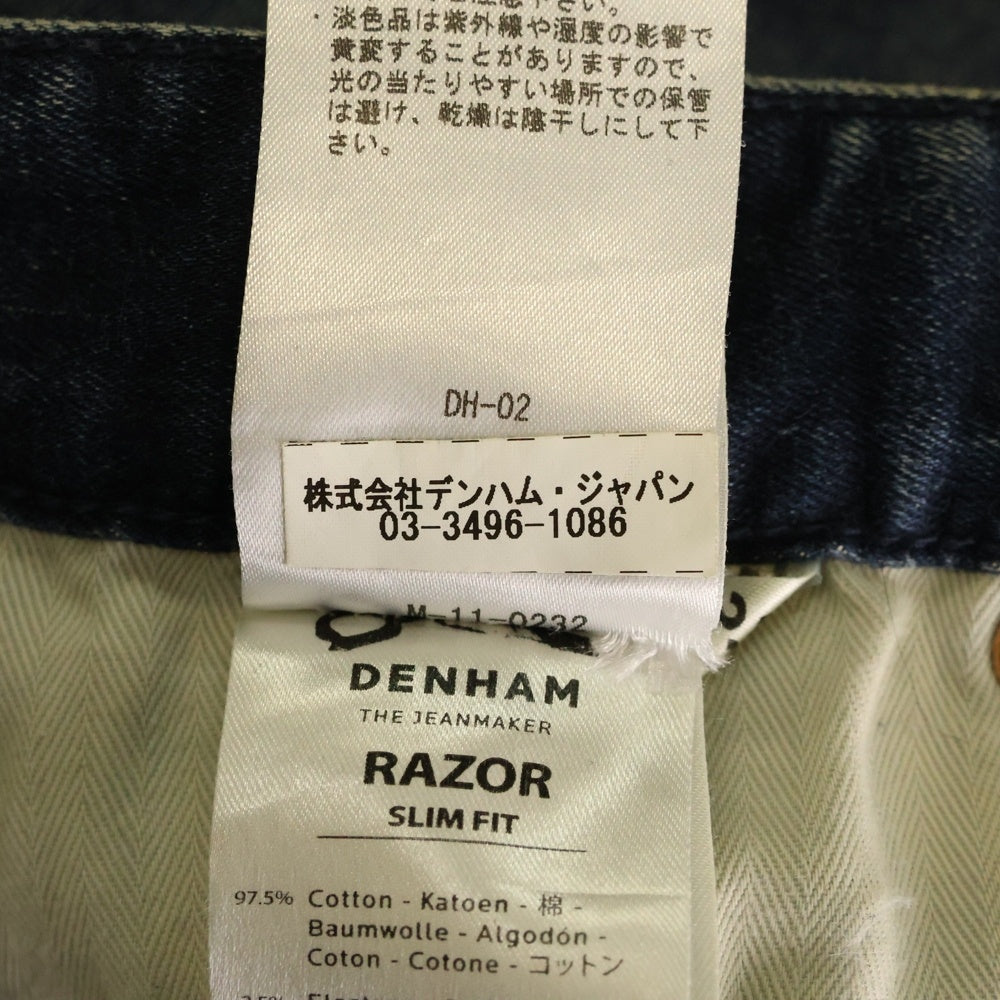 ・淡色品は紫外線や湿度の影響で
黄変することがありますので、
光の当たりやすい場所での保管
は避け、乾燥は陰干しにして下
さい。
DH-02
株式会社デンハム・ジャパン
03-3496-1086
M-11-0232
DENHAM
THE JEANMAKER
RAZOR
SLIM FIT
97.5% Cotton - Katoen - 棉 -
Baumwolle - Algodón -
Coton - Cotone - コットン